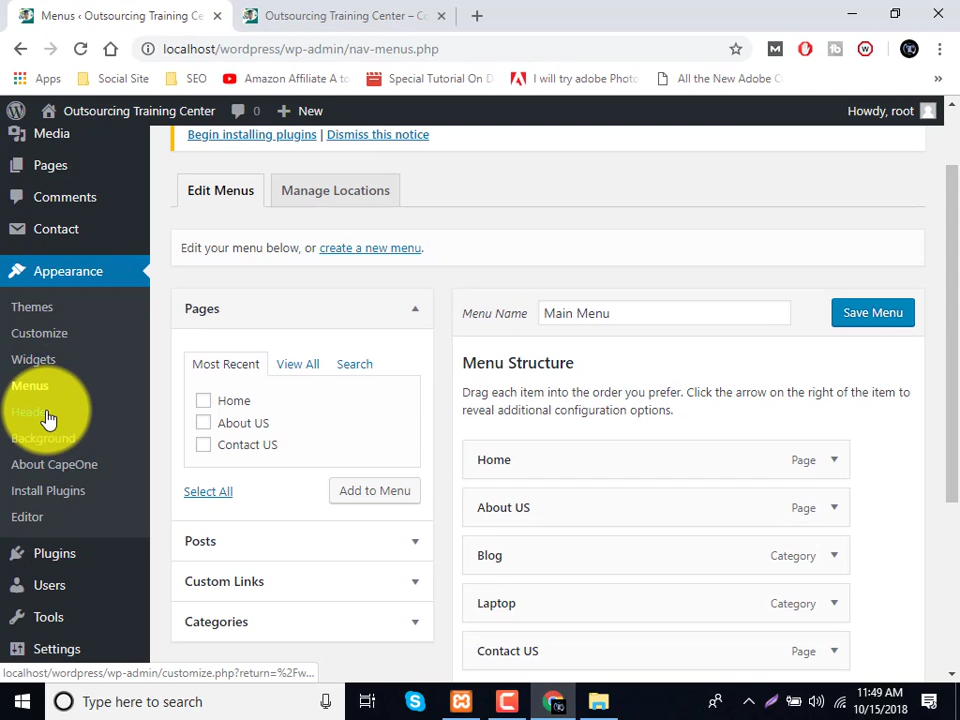 Menus ‹ Outsourcing Training Ce
Outsourcing Training Center – Co
localhost/wordpress/wp-admin/nav-menus.php
Apps
Social Site
SEO
Amazon Affiliate A to
Special Tutorial On D
I will try adobe Photo
All the New Adobe C
Outsourcing Training Center
0
New
Howdy, root
Media
Pages
Comments
Contact
Appearance
Themes
Customize
Widgets
Menus
Header
Background
About CapeOne
Install Plugins
Editor
Plugins
Users
Tools
Settings
Begin installing plugins | Dismiss this notice
Edit Menus
Manage Locations
Edit your menu below, or create a new menu.
Pages
Most Recent
View All
Search
Home
About US
Contact US
Select All
Add to Menu
Posts
Custom Links
Categories
Menu Name
Main Menu
Save Menu
Menu Structure
Drag each item into the order you prefer. Click the arrow on the right of the item to
reveal additional configuration options.
Home Page
About US Page
Blog Category
Laptop Category
Contact US Page
localhost/wordpress/wp-admin/customize.php?return=%2Fw...
Type here to search
11:49 AM
10/15/2018